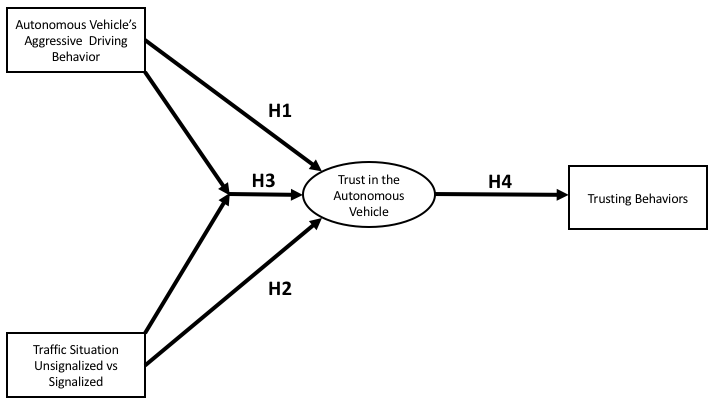 Autonomous Vehicle's
Aggressive Driving
Behavior
H1
H3
Trust in the
Autonomous
Vehicle
H4
Trusting Behaviors
H2
Traffic Situation
Unsignalized vs
Signalized